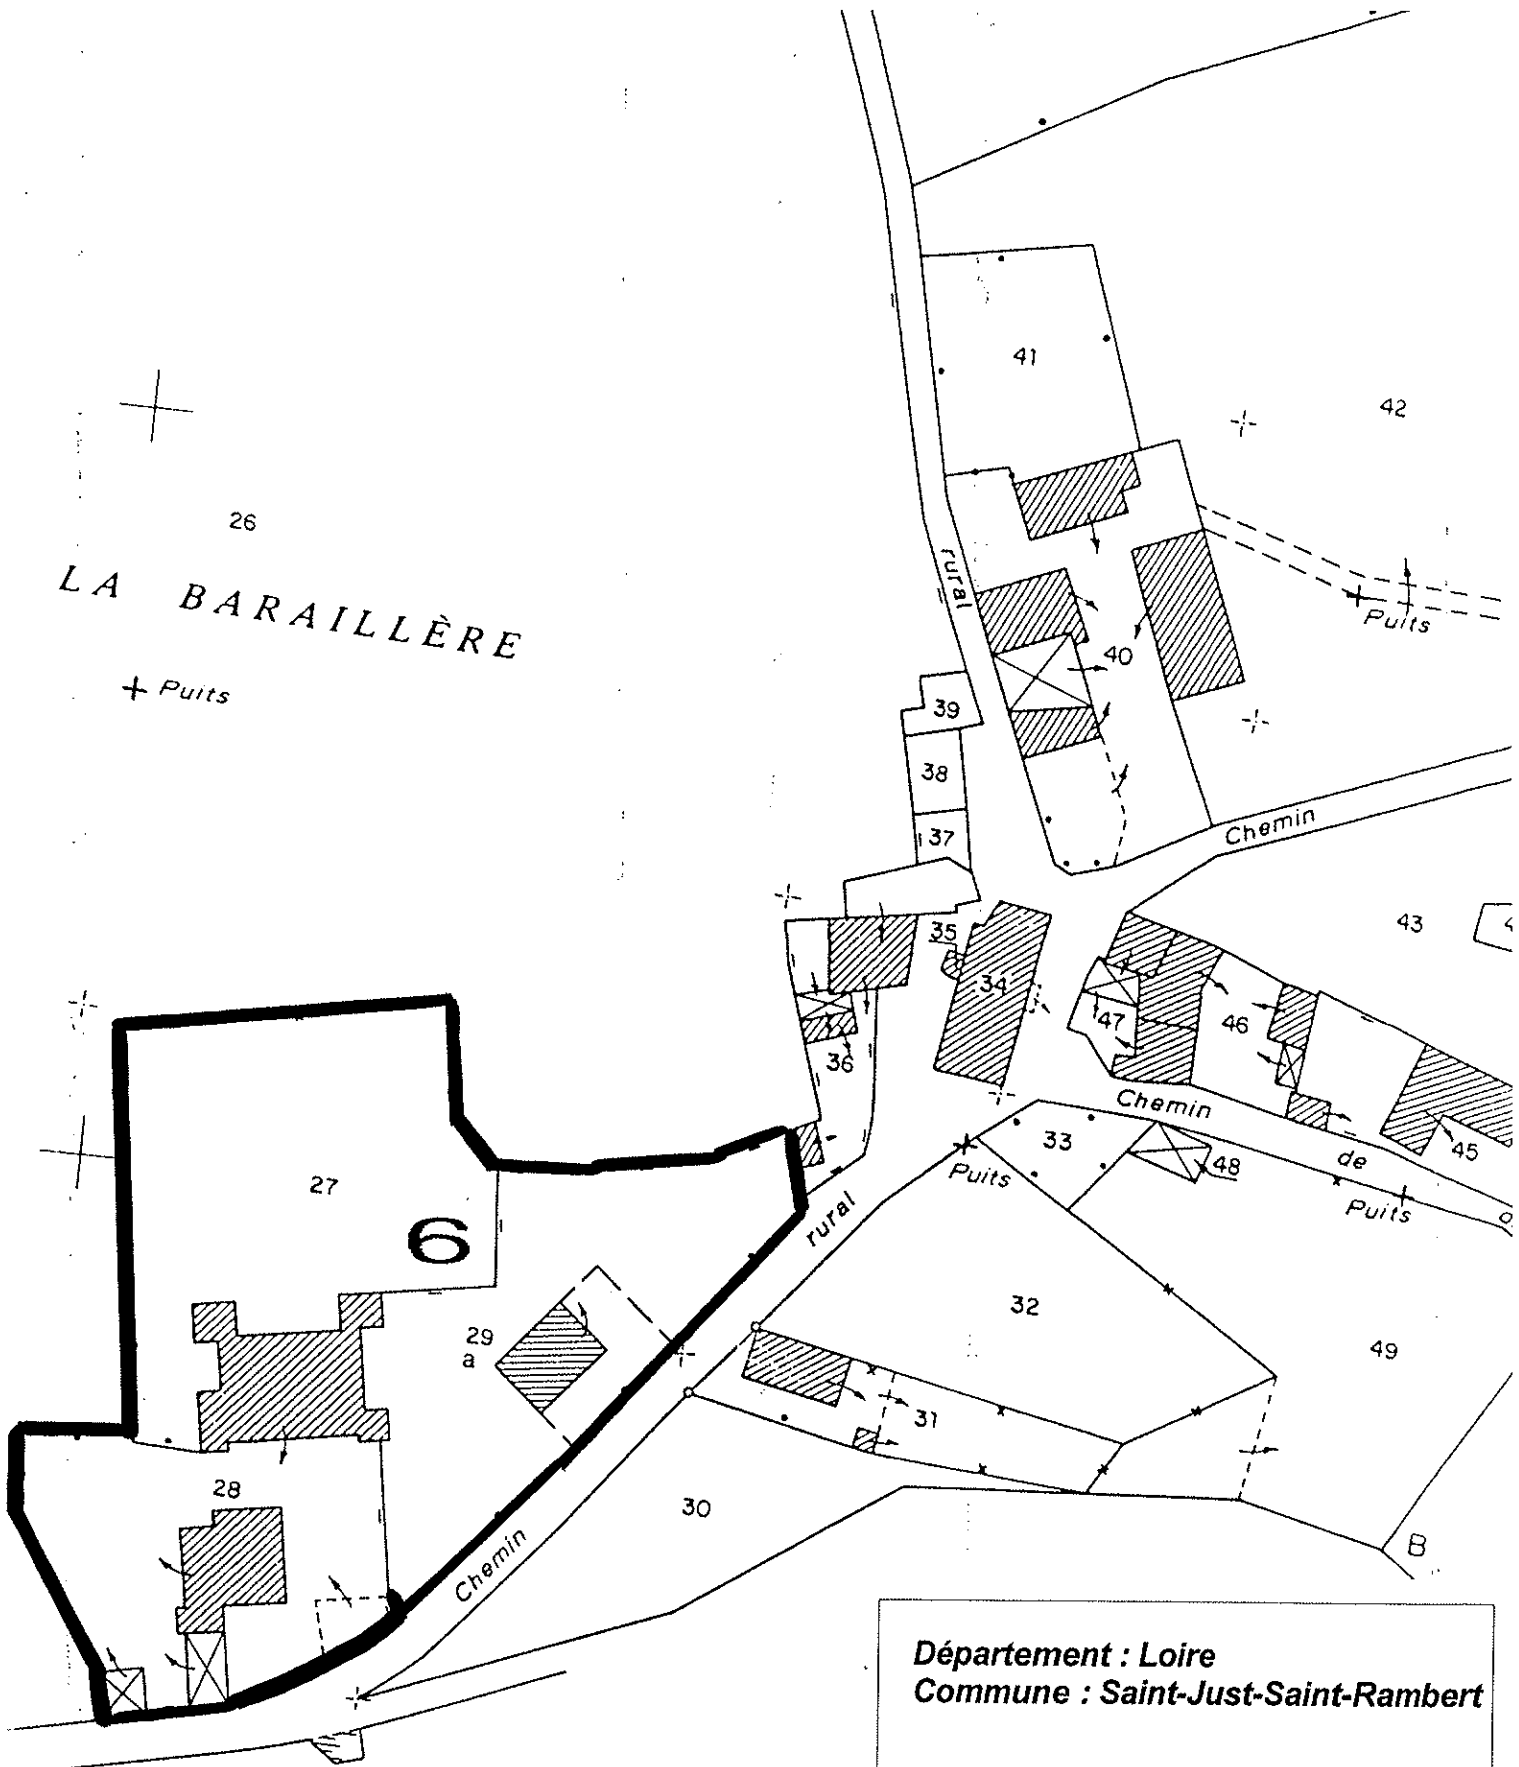 41
42
26
rural
LA BARAILLÈRE
Puits
40
Puits
39
38
Chemin
37
43
35
34
47
46
36
Chemin
33
de
45
27
Puits
48
rural
Puits
6
32
29
a
49
31
28
30
Chemin
B
Département : Loire
Commune : Saint-Just-Saint-Rambert